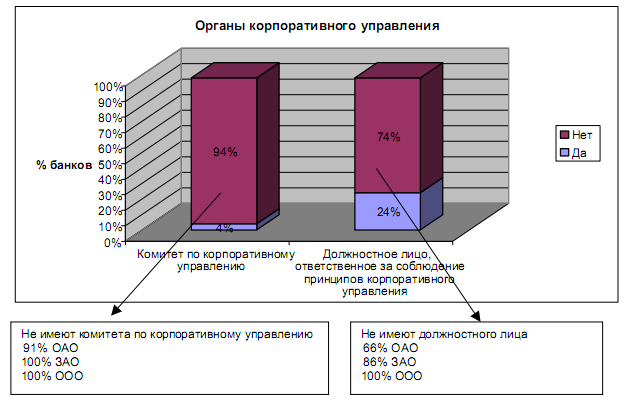 Органы корпоративного управления
100%
90%
80%
70%
60%
50%
40%
30%
20%
10%
0%
% банков
94%
4%
74%
24%
Нет
Да
Комитет по корпоративному
управлению
Должностное лицо,
ответственное за соблюдение
принципов корпоративного
управления
Не имеют комитета по корпоративному управлению
91% ОАО
100% ЗАО
100% ООО
Не имеют должностного лица
66% ОАО
86% ЗАО
100% ООО